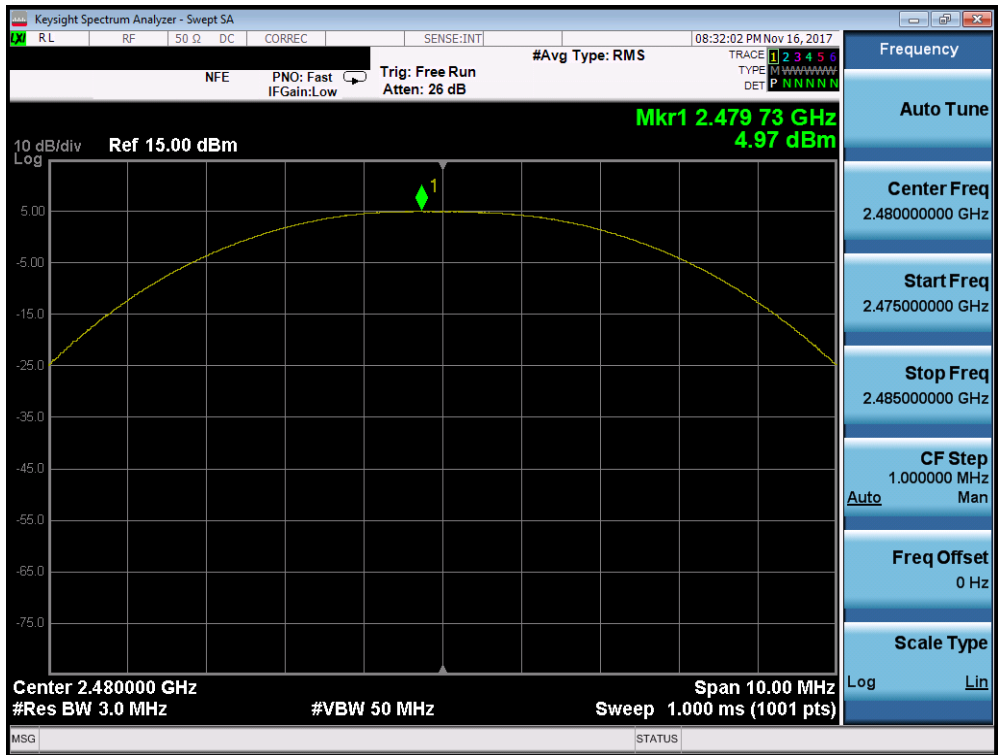 Keysight Spectrum Analyzer - Swept SA
LXI RL RF 50 Ω DC CORREC SENSE:INT 08:32:02 PM Nov 16, 2017
#Avg Type: RMS TRACE 1 2 3 4 5 6
NFE PNO: Fast Trig: Free Run TYPE M WWWWW
IFGain:Low Atten: 26 dB DET P N N N N N
Mkr1 2.479 73 GHz
4.97 dBm
10 dB/div Ref 15.00 dBm
Log
1
5.00
-5.00
-15.0
-25.0
-35.0
-45.0
-55.0
-65.0
-75.0
Center 2.480000 GHz Span 10.00 MHz
#Res BW 3.0 MHz #VBW 50 MHz Sweep 1.000 ms (1001 pts)
MSG STATUS
Frequency
Auto Tune
Center Freq
2.480000000 GHz
Start Freq
2.475000000 GHz
Stop Freq
2.485000000 GHz
CF Step
1.000000 MHz
Auto Man
Freq Offset
0 Hz
Scale Type
Log Lin